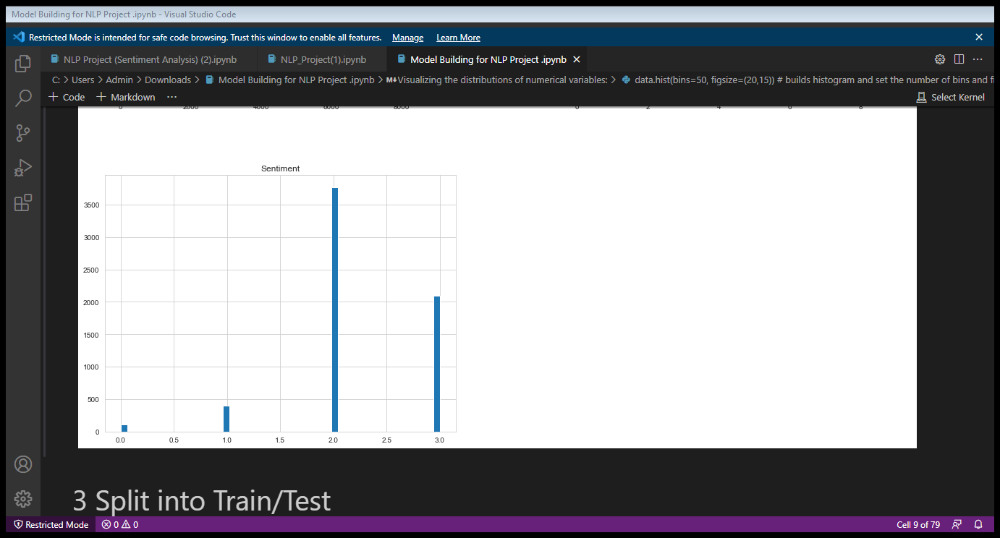 Model Building for NLP Project .ipynb - Visual Studio Code
Restricted Mode is intended for safe code browsing. Trust this window to enable all features. Manage Learn More
NLP Project (Sentiment Analysis) (2).ipynb NLP_Project(1).ipynb Model Building for NLP Project .ipynb
C: > Users > Admin > Downloads > Model Building for NLP Project .ipynb > M↓Visualizing the distributions of numerical variables: > data.hist(bins=50, figsize=(20,15)) # builds histogram and set the number of bins and fi
+ Code + Markdown ··· Select Kernel
0 2000 4000 6000 8000 0 2 4 6 8
Sentiment
3500
3000
2500
2000
1500
1000
500
0
0.0 0.5 1.0 1.5 2.0 2.5 3.0
3 Split into Train/Test
Restricted Mode 0 0 Cell 9 of 79